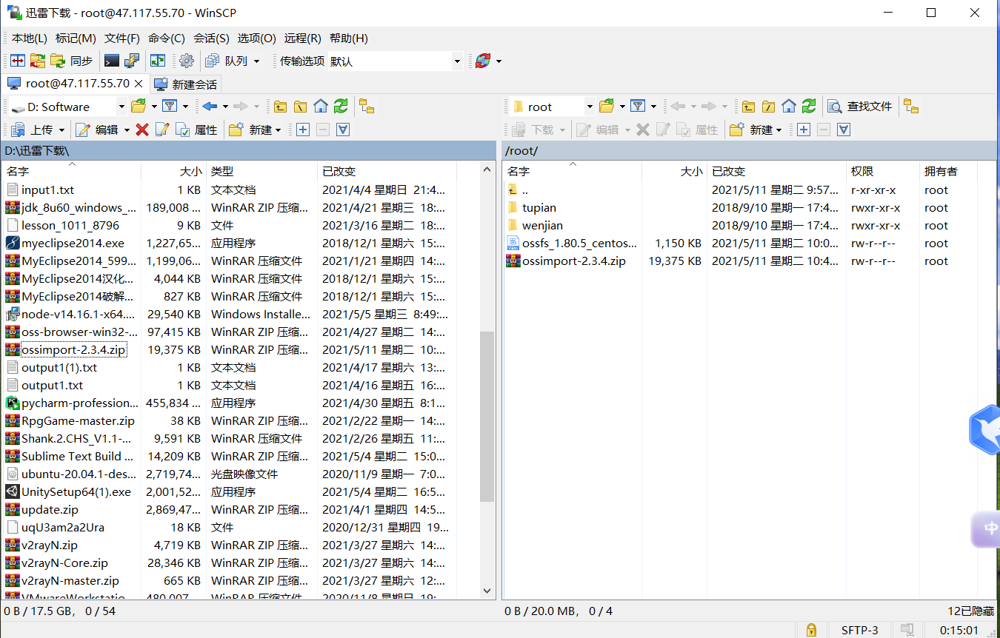 迅雷下载 - root@47.117.55.70 - WinSCP
本地(L) 标记(M) 文件(F) 命令(C) 会话(S) 选项(O) 远程(R) 帮助(H)
同步 队列 传输选项 默认
root@47.117.55.70 新建会话
D: Software root 查找文件
上传 编辑 属性 新建 下载 编辑 属性 新建
D:\迅雷下载\ /root/
名字 大小 类型 已改变 名字 大小 已改变 权限 拥有者
input1.txt 1 KB 文本文档 2021/4/4 星期日 21:4... .. 2021/5/11 星期二 9:57... r-xr-xr-x root
jdk_8u60_windows_... 189,008 ... WinRAR ZIP 压缩... 2021/4/21 星期三 18:... tupian 2018/9/10 星期一 17:4... rwxr-xr-x root
lesson_1011_8796 9 KB 文件 2021/3/16 星期二 18:... wenjian 2018/9/10 星期一 17:4... rwxr-xr-x root
myeclipse2014.exe 1,227,65... 应用程序 2018/12/1 星期六 15:... ossfs_1.80.5_centos... 1,150 KB 2021/5/11 星期二 10:0... rw-r--r-- root
MyEclipse2014_599... 1,199,06... WinRAR 压缩文件 2021/1/21 星期四 14:... ossimport-2.3.4.zip 19,375 KB 2021/5/11 星期二 10:4... rw-r--r-- root
MyEclipse2014汉化... 4,044 KB WinRAR 压缩文件 2018/12/1 星期六 15:...
MyEclipse2014破解... 827 KB WinRAR 压缩文件 2018/12/1 星期六 15:...
node-v14.16.1-x64.... 29,540 KB Windows Installe... 2021/5/5 星期三 8:49:...
oss-browser-win32-... 97,415 KB WinRAR ZIP 压缩... 2021/4/27 星期二 14:...
ossimport-2.3.4.zip 19,375 KB WinRAR ZIP 压缩... 2021/5/11 星期二 10:...
output1(1).txt 1 KB 文本文档 2021/4/17 星期六 13:...
output1.txt 1 KB 文本文档 2021/4/16 星期五 16:...
pycharm-profession... 455,834 ... 应用程序 2021/4/30 星期五 8:1...
RpgGame-master.zip 38 KB WinRAR ZIP 压缩... 2021/2/22 星期一 14:...
Shank.2.CHS_V1.1-... 9,591 KB WinRAR 压缩文件 2021/2/26 星期五 11:...
Sublime Text Build ... 14,209 KB WinRAR ZIP 压缩... 2021/5/4 星期二 15:0...
ubuntu-20.04.1-des... 2,719,74... 光盘映像文件 2020/11/9 星期一 7:0...
UnitySetup64(1).exe 2,001,52... 应用程序 2021/5/4 星期二 16:5...
update.zip 2,869,47... WinRAR ZIP 压缩... 2021/4/1 星期四 14:5...
uqU3am2a2Ura 18 KB 文件 2020/12/31 星期四 19...
v2rayN.zip 4,719 KB WinRAR ZIP 压缩... 2021/3/27 星期六 14:...
v2rayN-Core.zip 28,346 KB WinRAR ZIP 压缩... 2021/3/27 星期六 14:...
v2rayN-master.zip 665 KB WinRAR ZIP 压缩... 2021/3/27 星期六 12:...
VMwareWorkstatio... 480,007... WinRAR 压缩文件 2020/11/8 星期日 19:...
0 B / 17.5 GB, 0 / 54 0 B / 20.0 MB, 0 / 4 12已隐藏
SFTP-3 0:15:01
中